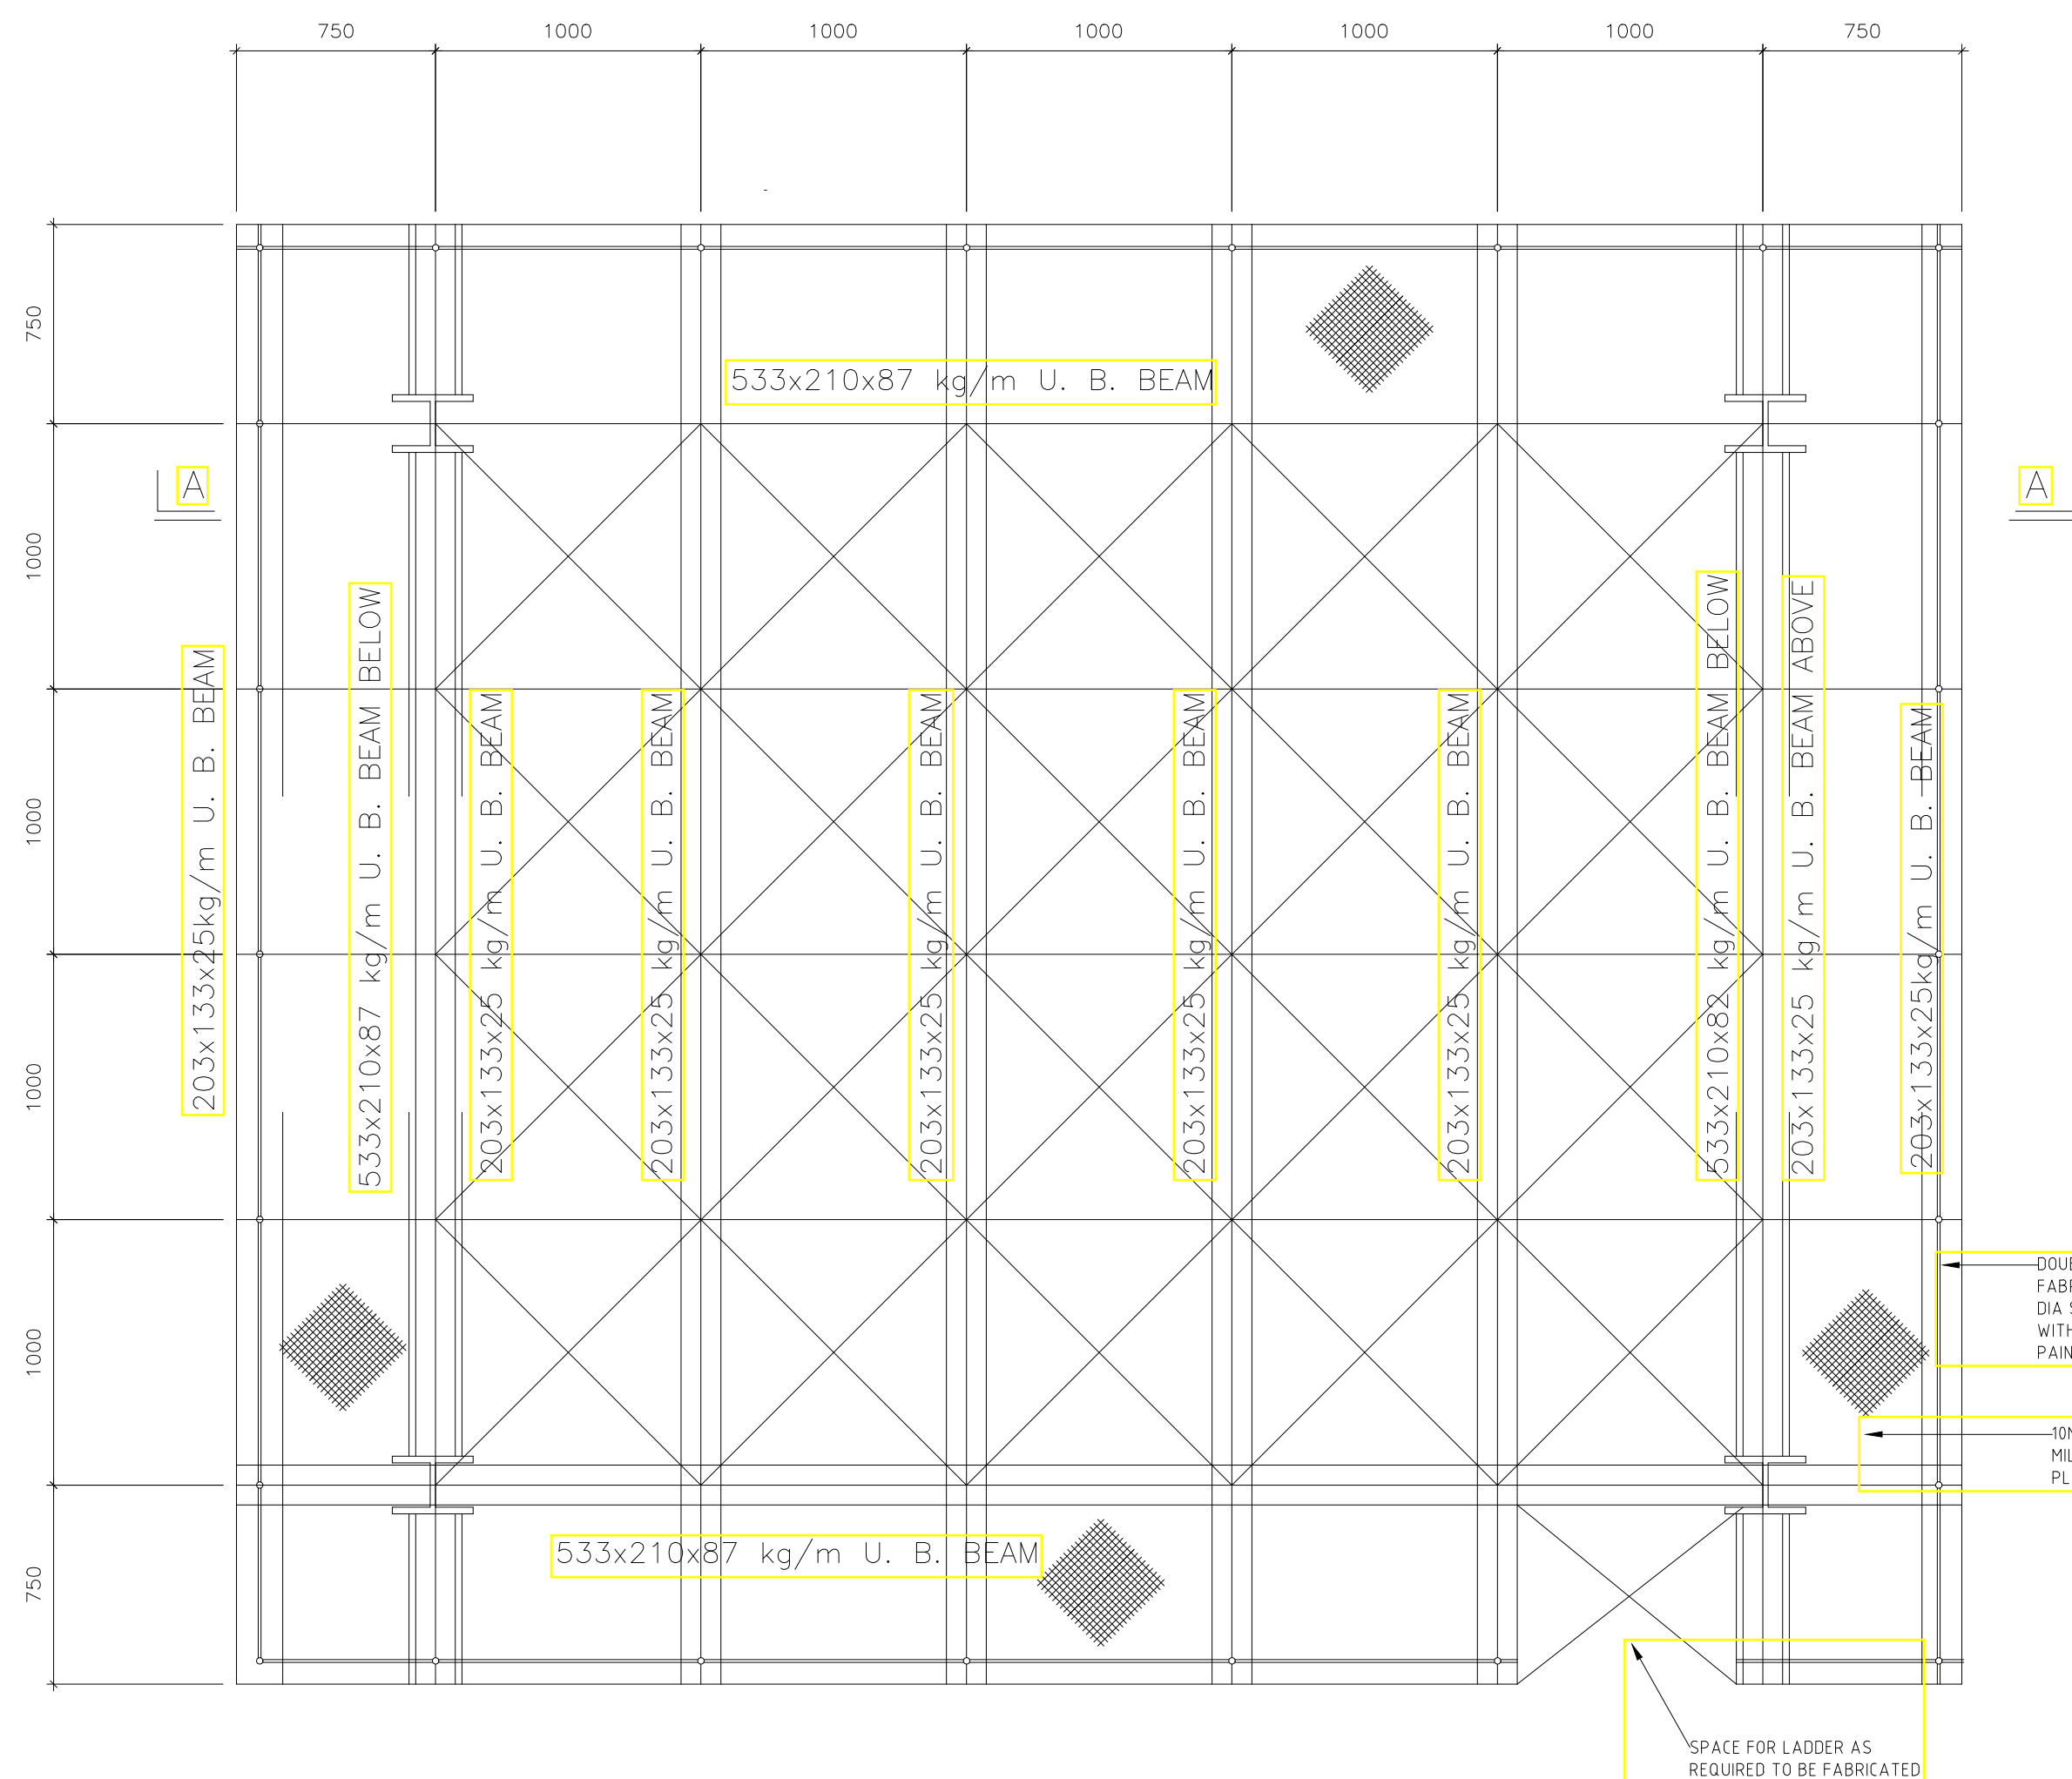 750 1000 1000 1000 1000 1000 750
750
1000
1000
1000
1000
750
533x210x87 kg/m U. B. BEAM
A
A
203x133x25kg/m U. B. BEAM
533x210x87 kg/m U. B. BEAM BELOW
203x133x25 kg/m U. B. BEAM
203x133x25 kg/m U. B. BEAM
203x133x25 kg/m U. B. BEAM
203x133x25 kg/m U. B. BEAM
203x133x25 kg/m U. B. BEAM
533x210x82 kg/m U. B. BEAM BELOW
203x133x25 kg/m U. B. BEAM ABOVE
203x133x25kg/m U. B. BEAM
DIA
533x210x87 kg/m U. B. BEAM
SPACE FOR LADDER AS
REQUIRED TO BE FABRICATED